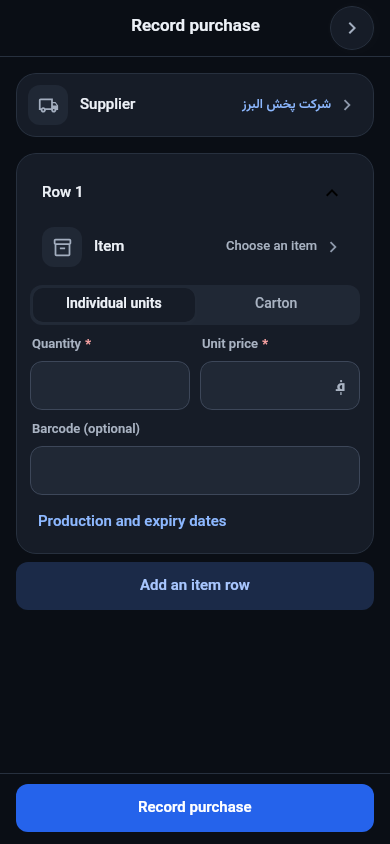 Record purchase
Supplier
شرکت پخش البرز
Row 1
Item
Choose an item
Individual units
Carton
Quantity *
Unit price *
؋
Barcode (optional)
Production and expiry dates
Add an item row
Record purchase